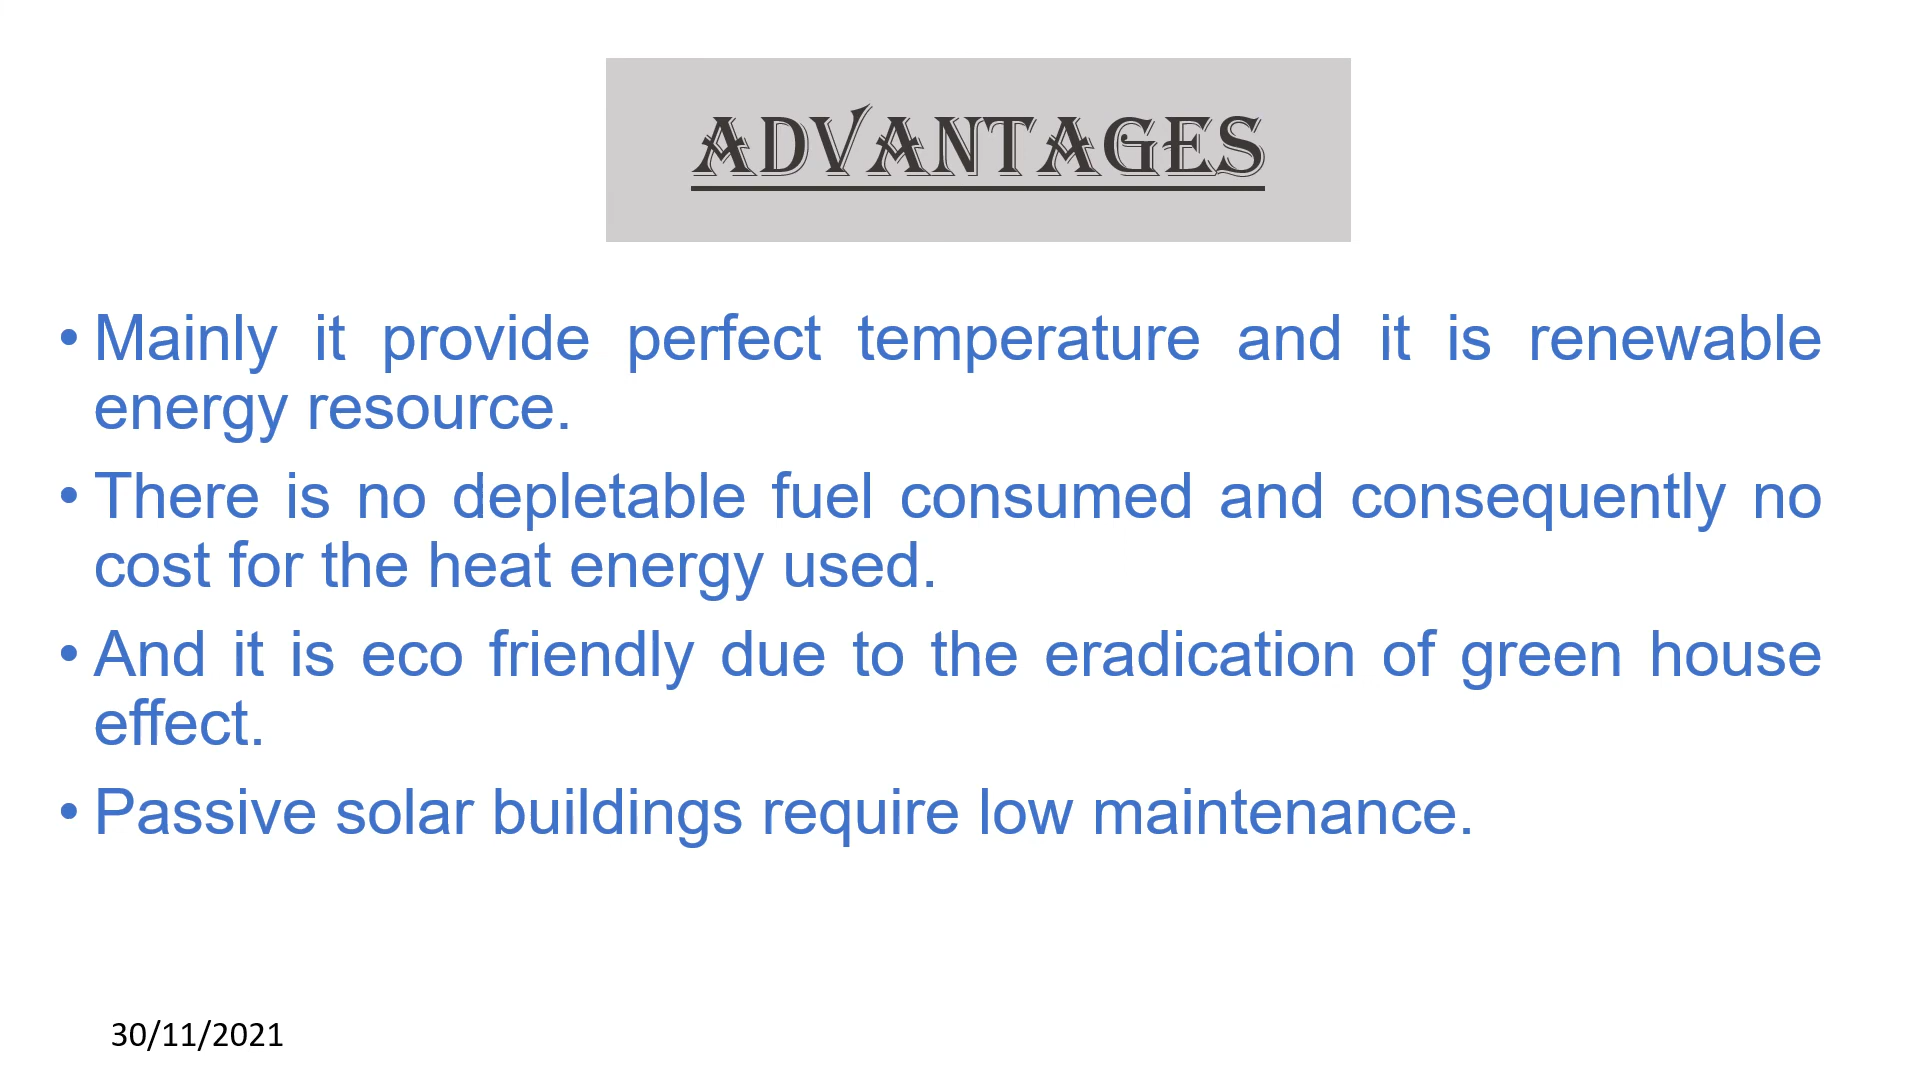 ADVANTAGES
• Mainly it provide perfect temperature and it is renewable
energy resource.
• There is no depletable fuel consumed and consequently no
cost for the heat energy used.
• And it is eco friendly due to the eradication of green house
effect.
• Passive solar buildings require low maintenance.
30/11/2021